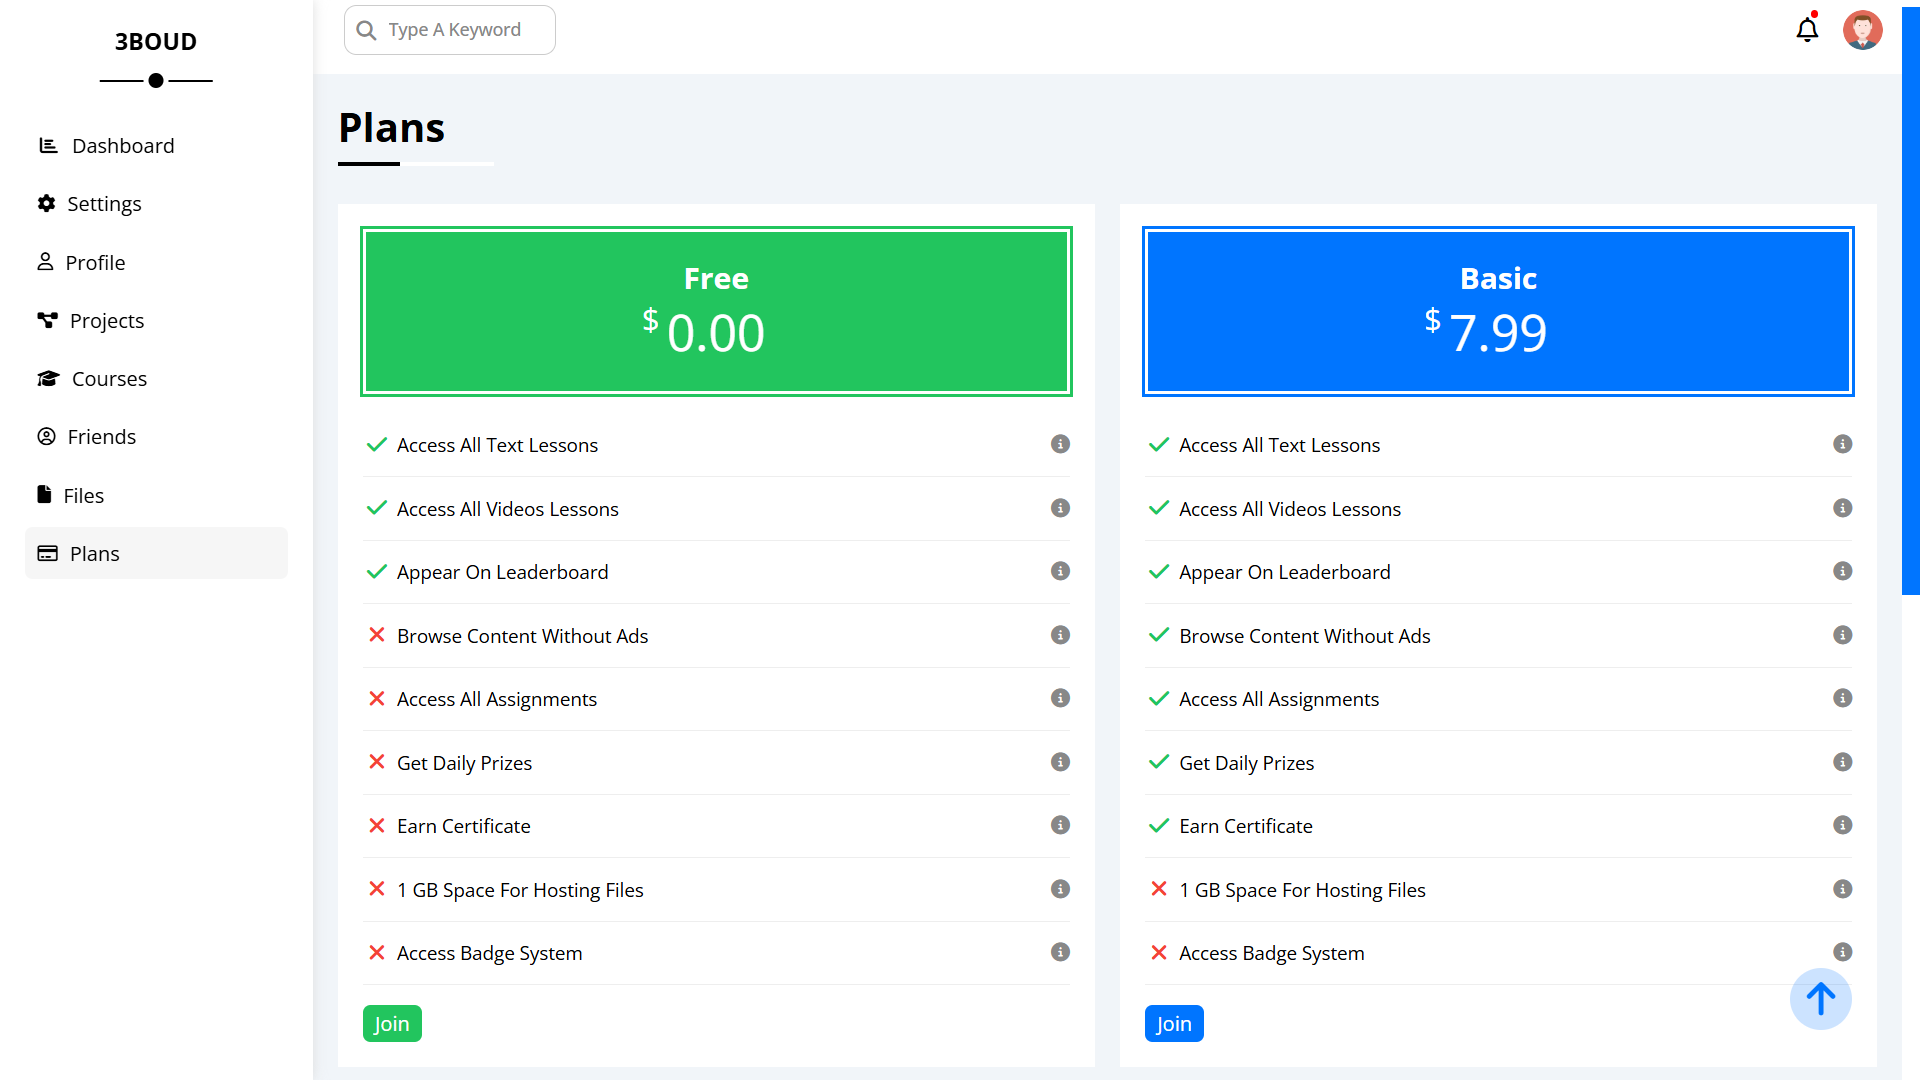 3BOUD
Dashboard
Settings
Profile
Projects
Courses
Friends
Files
Plans
Type A Keyword
Plans
Free
$ 0.00
Access All Text Lessons
Access All Videos Lessons
Appear On Leaderboard
Browse Content Without Ads
Access All Assignments
Get Daily Prizes
Earn Certificate
1 GB Space For Hosting Files
Access Badge System
Join
Basic
$ 7.99
Access All Text Lessons
Access All Videos Lessons
Appear On Leaderboard
Browse Content Without Ads
Access All Assignments
Get Daily Prizes
Earn Certificate
1 GB Space For Hosting Files
Access Badge System
Join